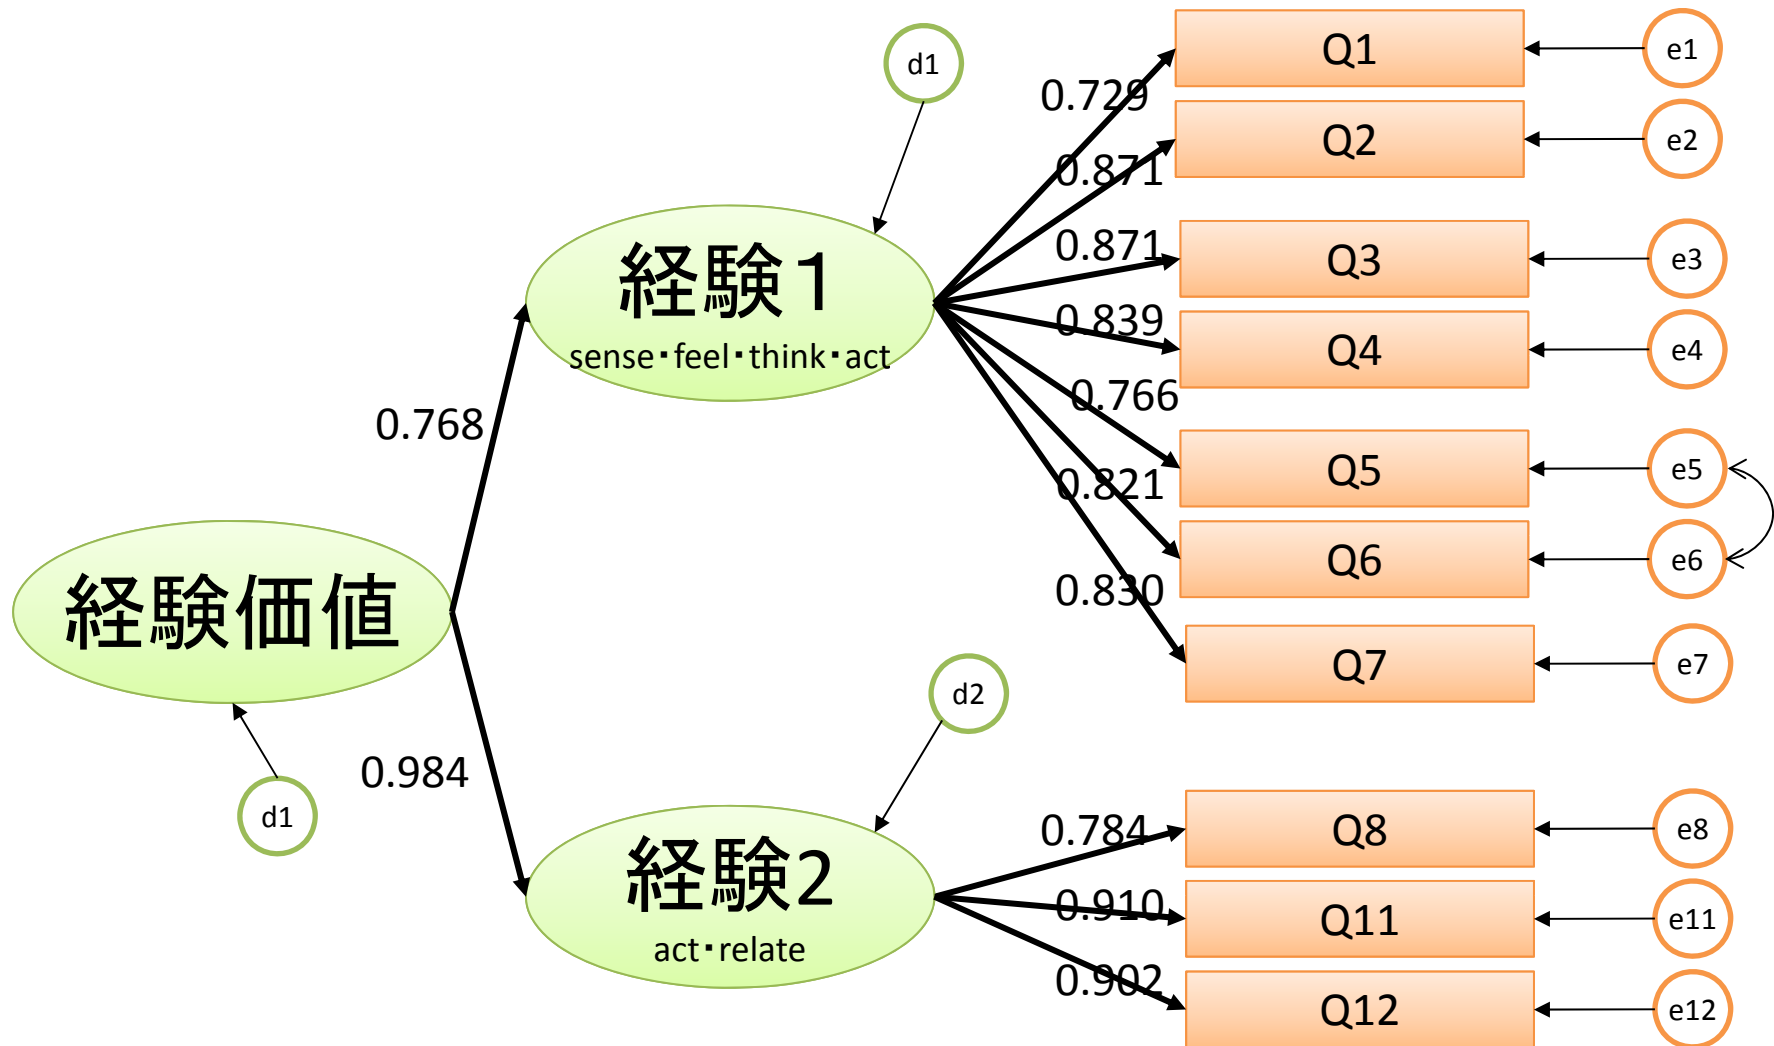 d1
Q1
e1
0.729
Q2
e2
0.871
経験1
sense・feel・think・act
0.871
Q3
e3
0.839
Q4
e4
0.768
0.766
Q5
e5
0.821
Q6
e6
0.830
Q7
e7
経験価値
d1
0.984
d2
経験2
act・relate
0.784
Q8
e8
0.910
Q11
e11
0.902
Q12
e12